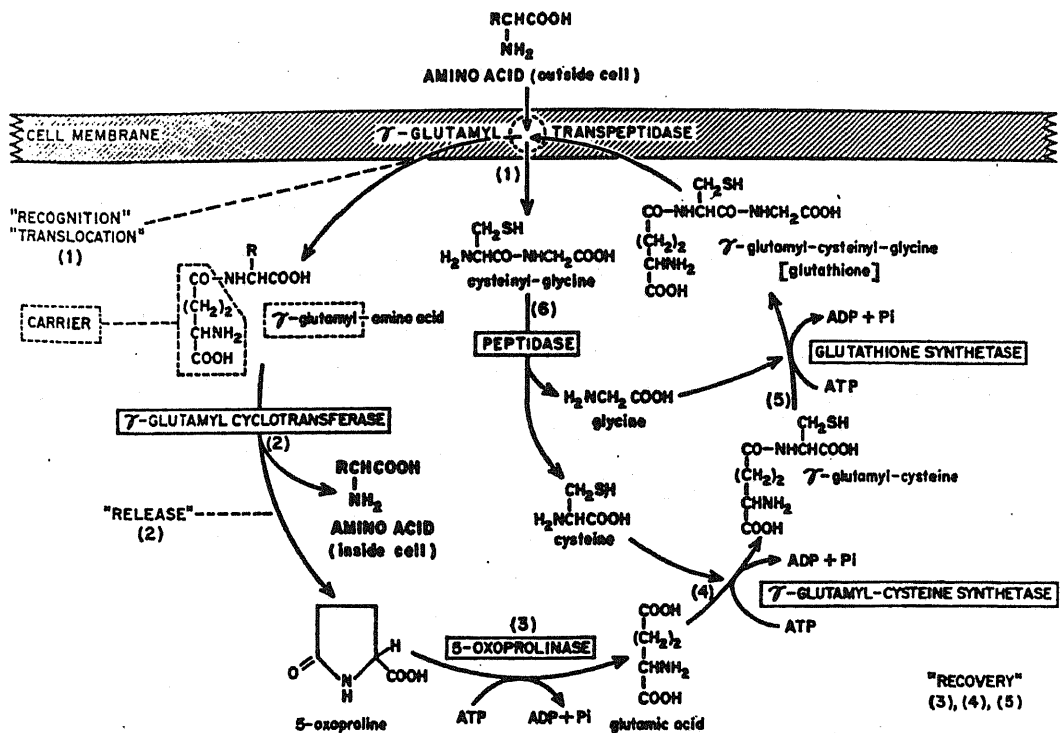 RCHCOOH
NH2
AMINO ACID (outside cell)
CELL MEMBRANE
γ-GLUTAMYL TRANSPEPTIDASE
(1)
"RECOGNITION"
"TRANSLOCATION"
(1)
R
CO-NHCHCOOH
(CH2)2
CHNH2
COOH
CARRIER
γ-glutamyl-amino acid
CH2SH
H2NCHCO-NHCH2COOH
cysteinyl-glycine
(6)
PEPTIDASE
CH2SH
CO-NHCHCO-NHCH2COOH
(CH2)2
CHNH2
COOH
γ-glutamyl-cysteinyl-glycine
[glutathione]
ADP + Pi
GLUTATHIONE SYNTHETASE
ATP
(5)
H2NCH2 COOH
glycine
γ-GLUTAMYL CYCLOTRANSFERASE
(2)
RCHCOOH
NH2
AMINO ACID
(inside cell)
"RELEASE"
(2)
CH2SH
H2NCHCOOH
cysteine
CH2SH
CO-NHCHCOOH
(CH2)2
CHNH2
COOH
γ-glutamyl-cysteine
ADP + Pi
(4)
γ-GLUTAMYL-CYSTEINE SYNTHETASE
ATP
H
O
N
H
COOH
5-oxoproline
(3)
5-OXOPROLINASE
ATP
ADP+Pi
COOH
(CH2)2
CHNH2
COOH
glutamic acid
"RECOVERY"
(3), (4), (5)